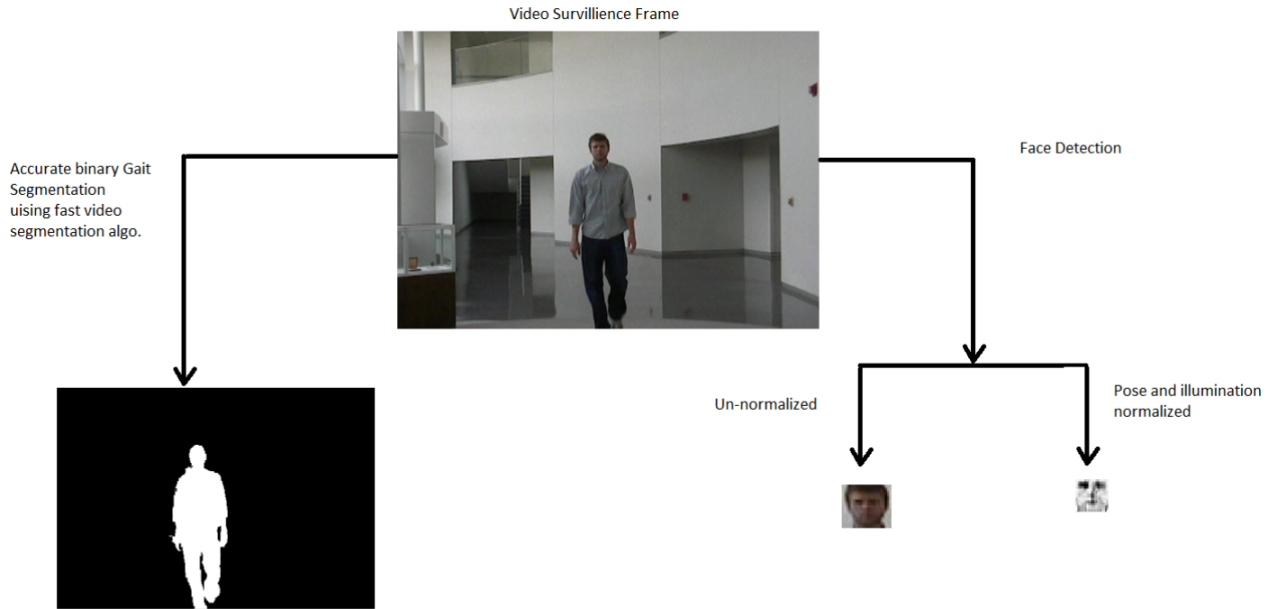 Video Survillience Frame
Accurate binary Gait
Segmentation
uising fast video
segmentation algo.
Face Detection
Un-normalized
Pose and illumination
normalized